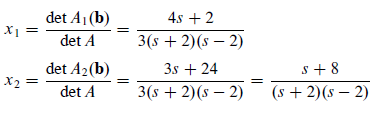 x₁ = det A₁(b) / det A = 4s + 2 / 3(s + 2)(s − 2)
x₂ = det A₂(b) / det A = 3s + 24 / 3(s + 2)(s − 2) = s + 8 / (s + 2)(s − 2)